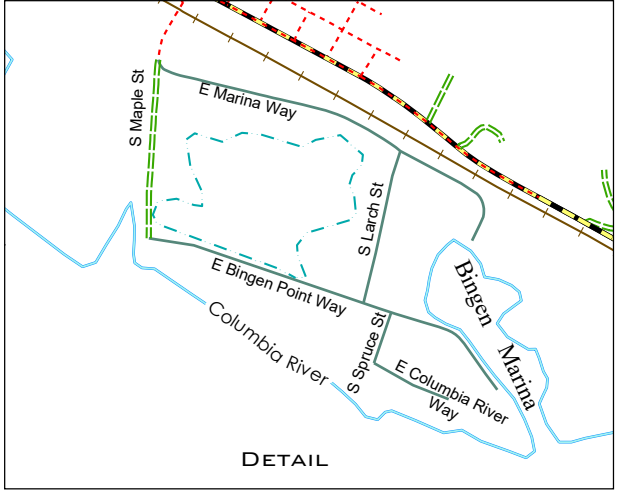 E Marina Way
S Maple St
S Larch St
E Bingen Point Way
Bingen
Marina
Columbia River
S Spruce St
E Columbia River
Way
DETAIL